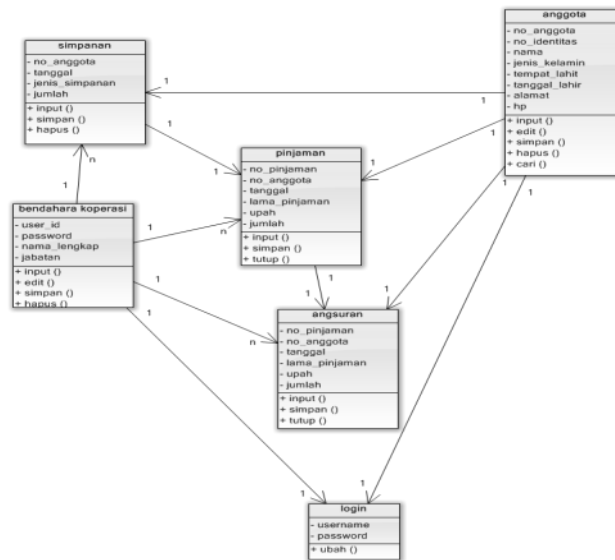 simpanan
- no_anggota
- tanggal
- jenis_simpanan
- jumlah
+ input ()
+ simpan ()
+ hapus ()
anggota
- no_anggota
- no_identitas
- nama
- jenis_kelamin
- tempat_lahit
- tanggal_lahir
- alamat
- hp
+ input ()
+ edit ()
+ simpan ()
+ hapus ()
+ cari ()
1
1
1
1
1
1
1
1
n
1
pinjaman
- no_pinjaman
- no_anggota
- tanggal
- lama_pinjaman
- upah
- jumlah
+ input ()
+ simpan ()
+ tutup ()
bendahara koperasi
- user_id
- password
- nama_lengkap
- jabatan
+ input ()
+ edit ()
+ simpan ()
+ hapus ()
1
n
1
n
1
1
1
1
angsuran
- no_pinjaman
- no_anggota
- tanggal
- lama_pinjaman
- upah
- jumlah
+ input ()
+ simpan ()
+ tutup ()
1
1
login
- username
- password
+ ubah ()